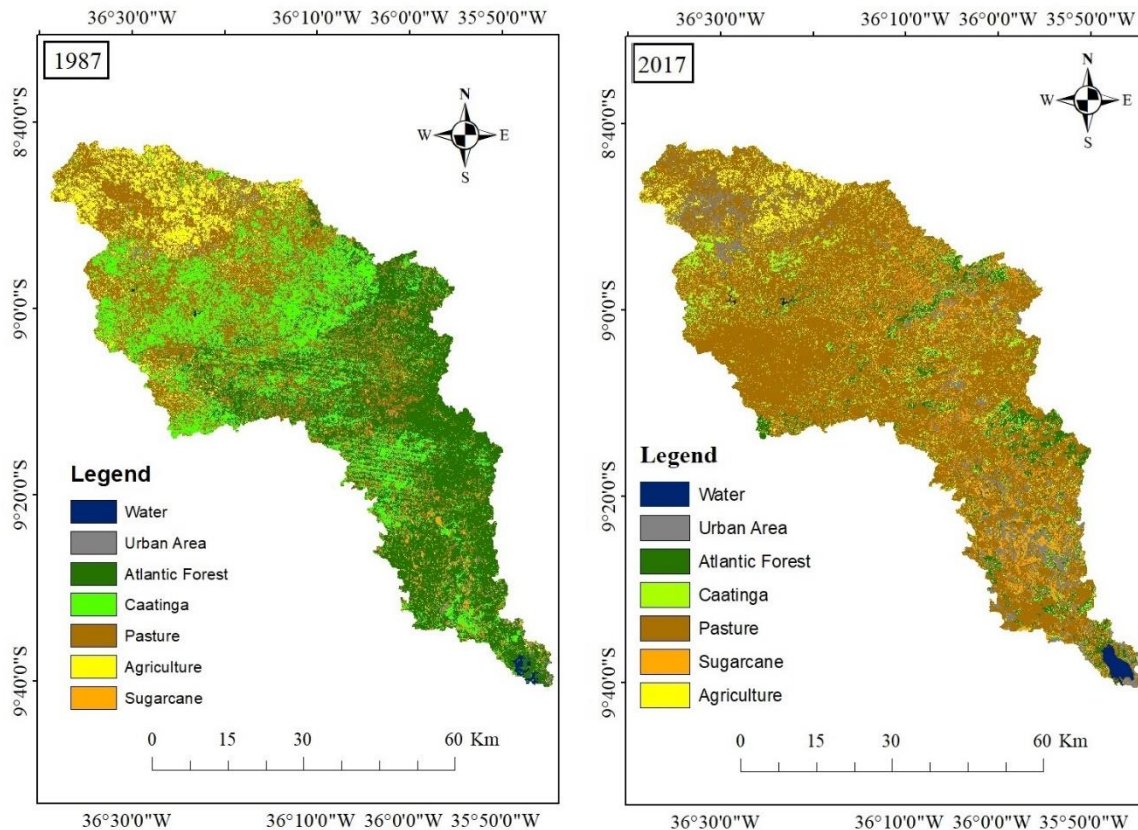 36°30'0"W 36°10'0"W 36°0'0"W 35°50'0"W
1987
N
W E
S
8°40'0"S
9°0'0"S
9°20'0"S
9°40'0"S
Legend
Water
Urban Area
Atlantic Forest
Caatinga
Pasture
Agriculture
Sugarcane
0 15 30 60 Km
36°30'0"W 36°10'0"W 36°0'0"W 35°50'0"W
36°30'0"W 36°10'0"W 36°0'0"W 35°50'0"W
2017
N
W E
S
8°40'0"S
9°0'0"S
9°20'0"S
9°40'0"S
Legend
Water
Urban Area
Atlantic Forest
Caatinga
Pasture
Sugarcane
Agriculture
0 15 30 60 Km
36°30'0"W 36°10'0"W 36°0'0"W 35°50'0"W